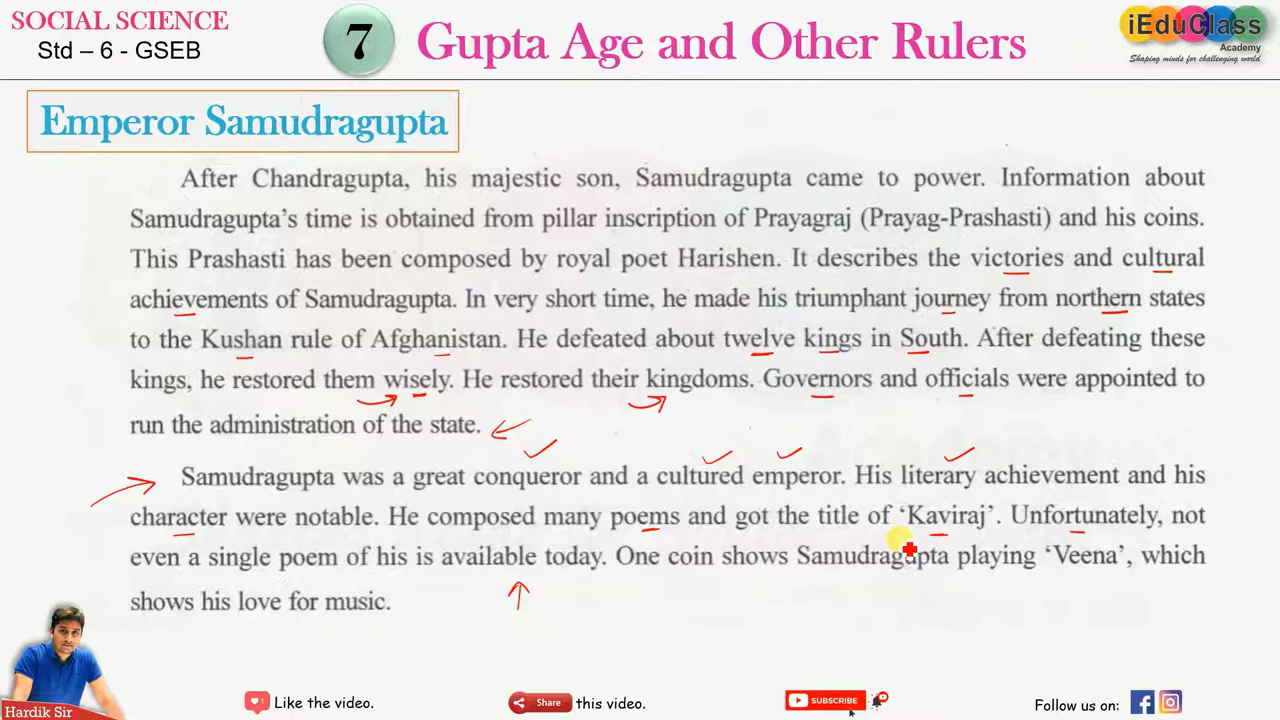 SOCIAL SCIENCE
Std – 6 - GSEB
7
Gupta Age and Other Rulers
iEduClass
Academy
Shaping minds for challenging world
Emperor Samudragupta
After Chandragupta, his majestic son, Samudragupta came to power. Information about
Samudragupta's time is obtained from pillar inscription of Prayagraj (Prayag-Prashasti) and his coins.
This Prashasti has been composed by royal poet Harishen. It describes the victories and cultural
achievements of Samudragupta. In very short time, he made his triumphant journey from northern states
to the Kushan rule of Afghanistan. He defeated about twelve kings in South. After defeating these
kings, he restored them wisely. He restored their kingdoms. Governors and officials were appointed to
run the administration of the state.
Samudragupta was a great conqueror and a cultured emperor. His literary achievement and his
character were notable. He composed many poems and got the title of ‘Kaviraj’. Unfortunately, not
even a single poem of his is available today. One coin shows Samudragupta playing ‘Veena’, which
shows his love for music.
Hardik Sir
Like the video.
Share this video.
SUBSCRIBE
Follow us on: